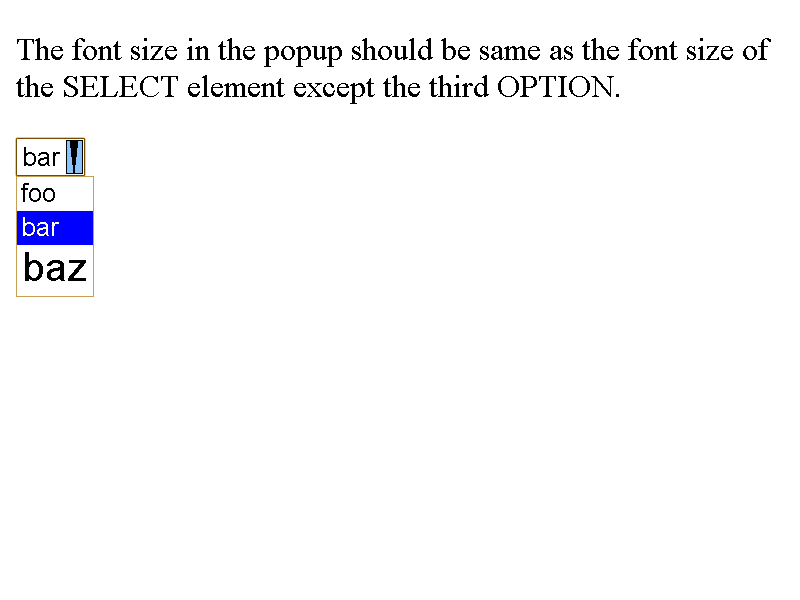 The font size in the popup should be same as the font size of
the SELECT element except the third OPTION.
bar
foo
bar
baz